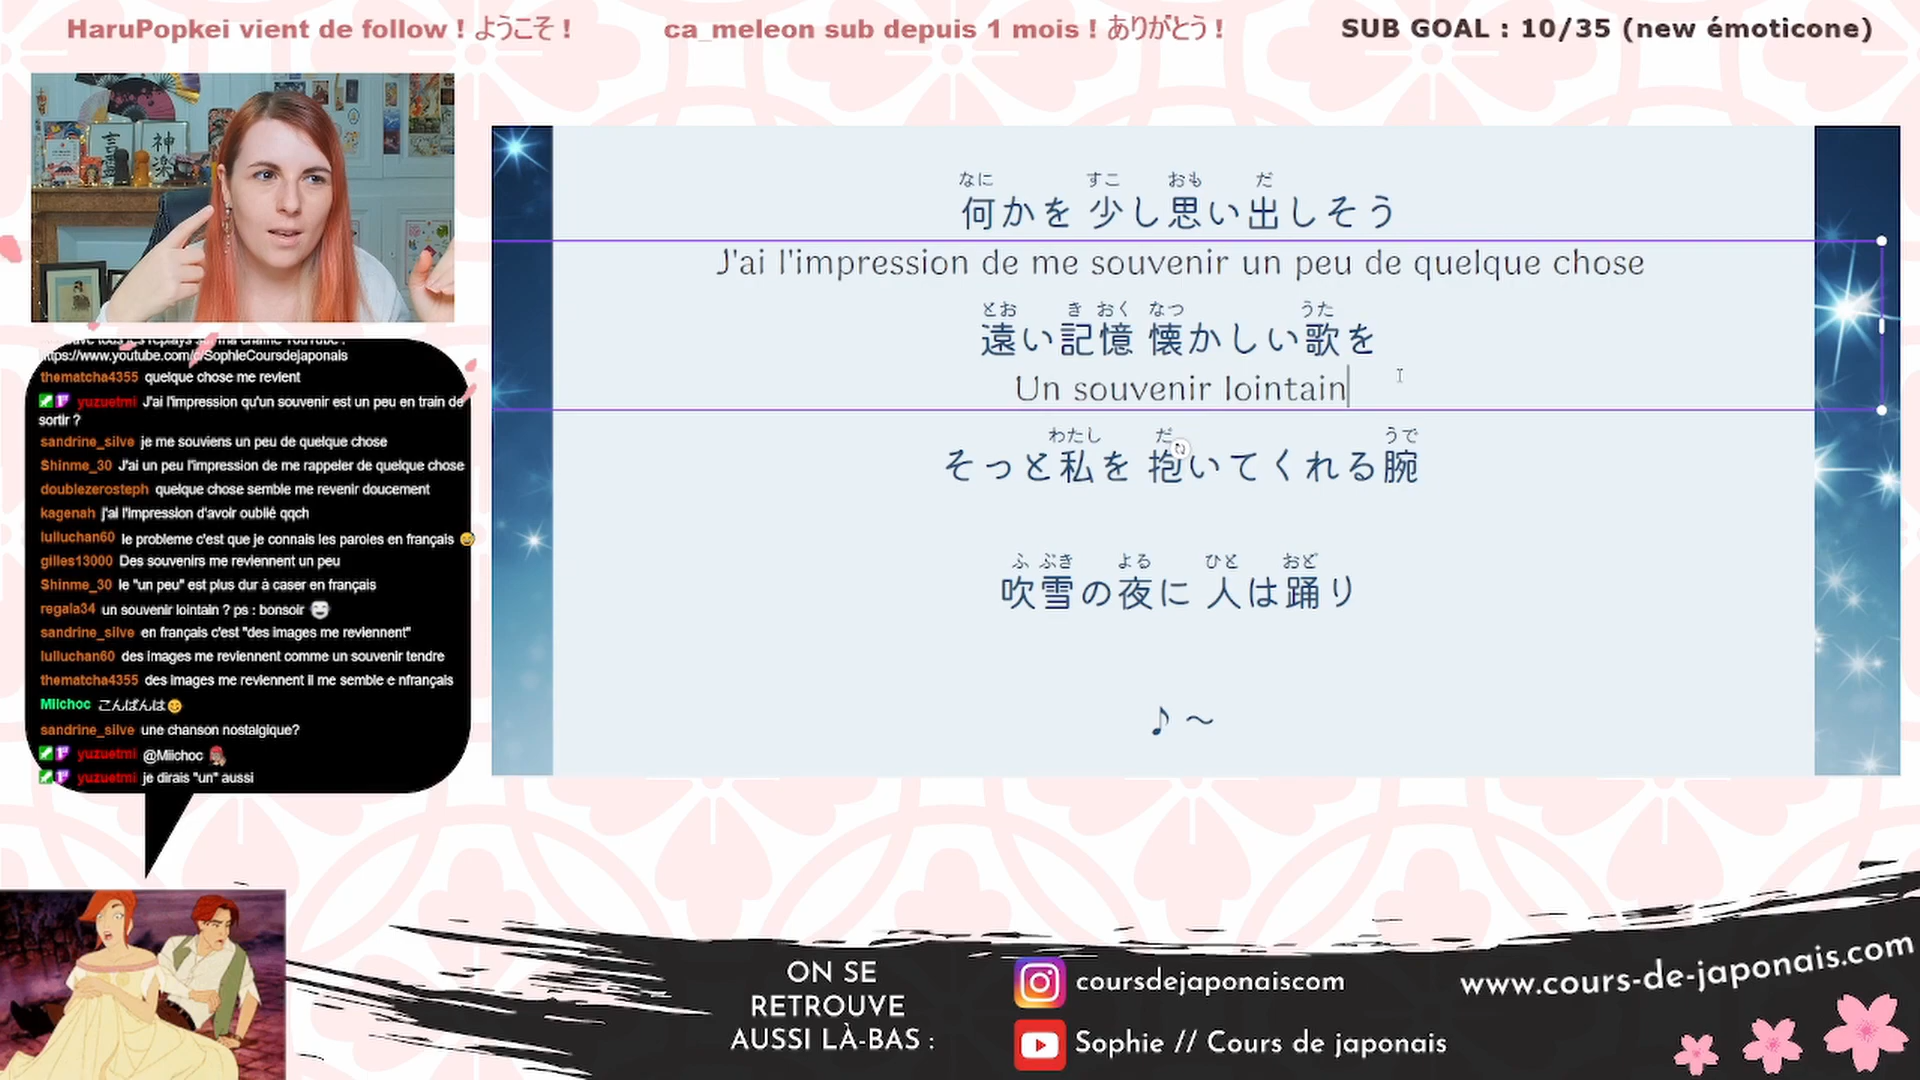 HaruPopkei vient de follow ! ようこそ !
ca_meleon sub depuis 1 mois ! ありがとう !
SUB GOAL : 10/35 (new émoticone)
言霊
神楽
https://www.youtube.com/c/SophieCoursdejaponais
thematcha4355 quelque chose me revient
yuzuetmi J'ai l'impression qu'un souvenir est un peu en train de
sortir ?
sandrine_silve je me souviens un peu de quelque chose
Shinme_30 J'ai un peu l'impression de me rappeler de quelque chose
doublezerosteph quelque chose semble me revenir doucement
kagenah j'ai l'impression d'avoir oublié qqch
lulluchan60 le probleme c'est que je connais les paroles en français
gilles13000 Des souvenirs me reviennent un peu
Shinme_30 le "un peu" est plus dur à caser en français
regala34 un souvenir lointain ? ps : bonsoir
sandrine_silve en français c'est "des images me reviennent"
lulluchan60 des images me reviennent comme un souvenir tendre
thematcha4355 des images me reviennent il me semble e nfrançais
Miichoc こんばんは
sandrine_silve une chanson nostalgique?
yuzuetmi @Miichoc
yuzuetmi je dirais "un" aussi
なに すこ おも だ
何かを 少し思い出しそう
J'ai l'impression de me souvenir un peu de quelque chose
とお き おく なつ うた
遠い記憶 懐かしい歌を
Un souvenir lointain
わたし だ うで
そっと私を 抱いてくれる腕
ふ ぶき よる ひと おど
吹雪の夜に 人は踊り
♪ ～
ON SE
RETROUVE
AUSSI LÀ-BAS :
coursdejaponaiscom
Sophie // Cours de japonais
www.cours-de-japonais.com